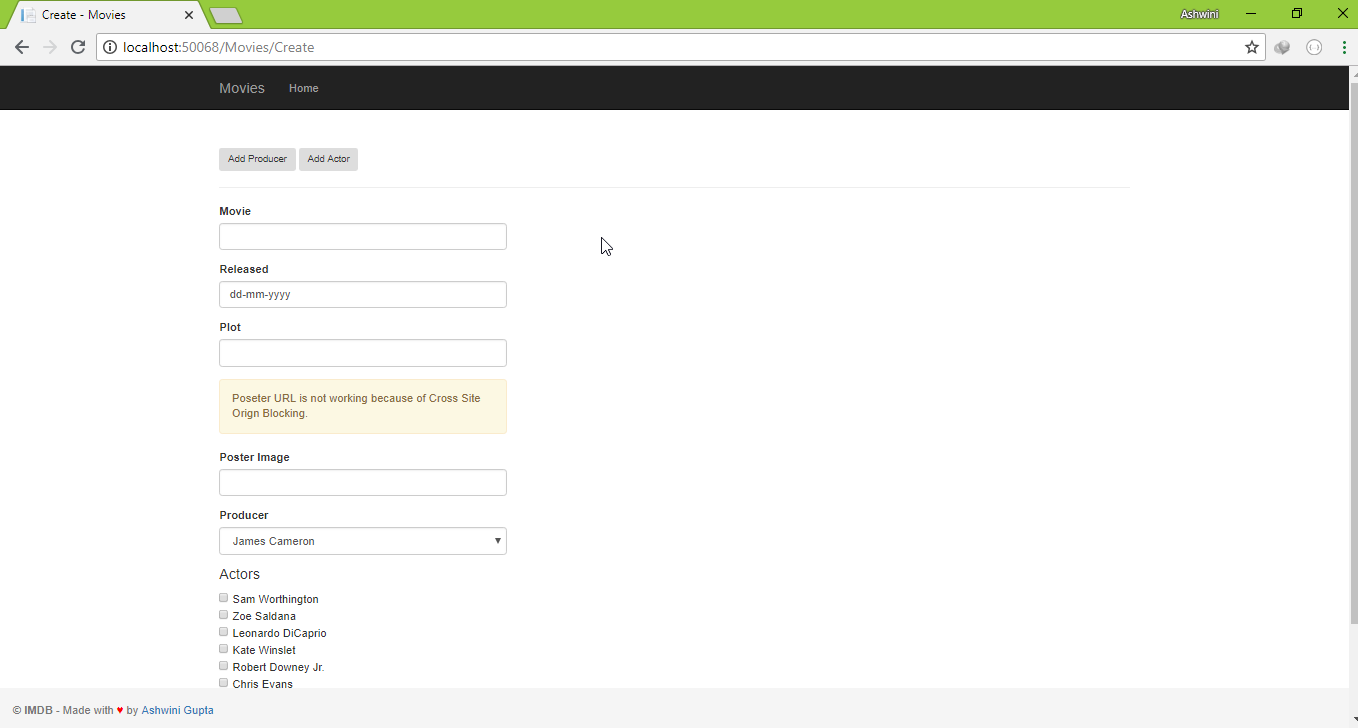 Create - Movies
Ashwini
localhost:50068/Movies/Create
Movies Home
Add Producer Add Actor
Movie
Released
dd-mm-yyyy
Plot
Poseter URL is not working because of Cross Site
Orign Blocking.
Poster Image
Producer
James Cameron
Actors
Sam Worthington
Zoe Saldana
Leonardo DiCaprio
Kate Winslet
Robert Downey Jr.
Chris Evans
© IMDB - Made with ♥ by Ashwini Gupta